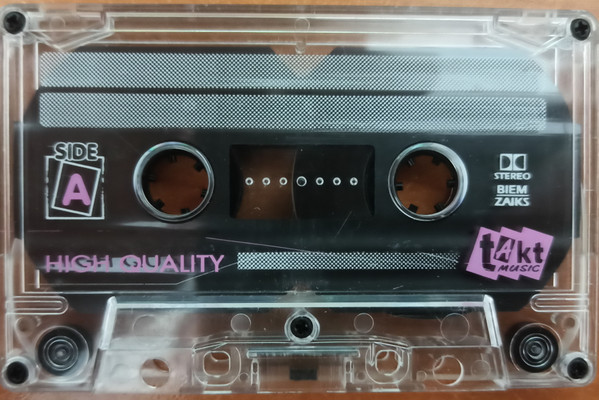 SIDE
A
STEREO
BIEM
ZAIKS
HIGH QUALITY
tAkt
MUSIC